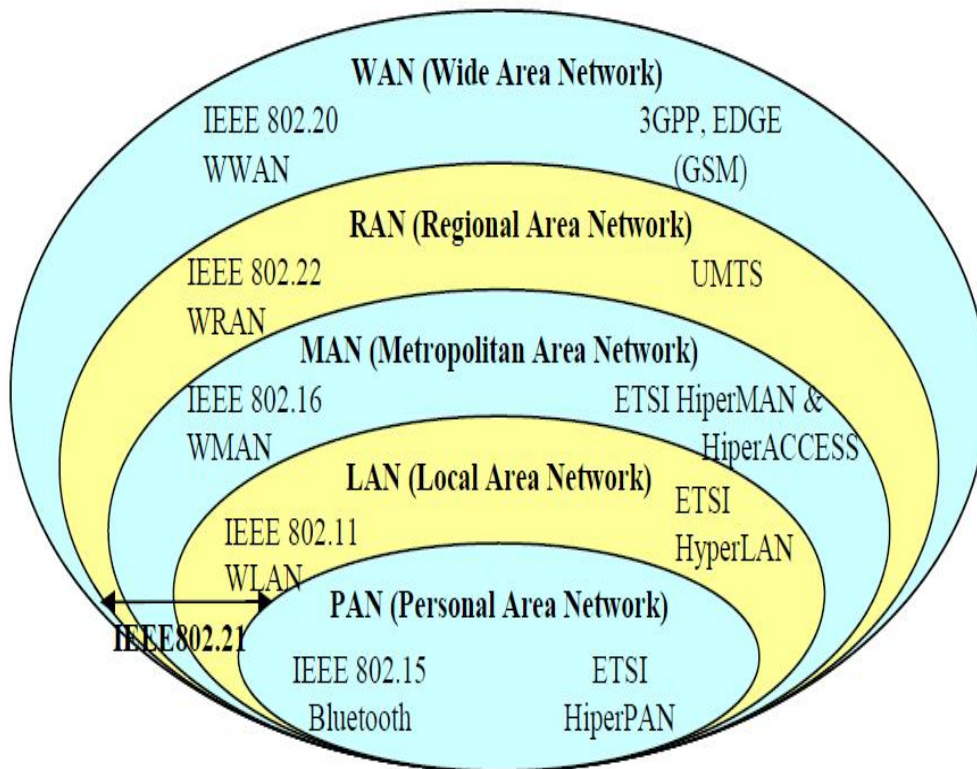 WAN (Wide Area Network)
IEEE 802.20
WWAN
3GPP, EDGE
(GSM)
RAN (Regional Area Network)
IEEE 802.22
WRAN
UMTS
MAN (Metropolitan Area Network)
IEEE 802.16
WMAN
ETSI HiperMAN &
HiperACCESS
LAN (Local Area Network)
IEEE 802.11
WLAN
ETSI
HyperLAN
PAN (Personal Area Network)
IEEE802.21
IEEE 802.15
Bluetooth
ETSI
HiperPAN